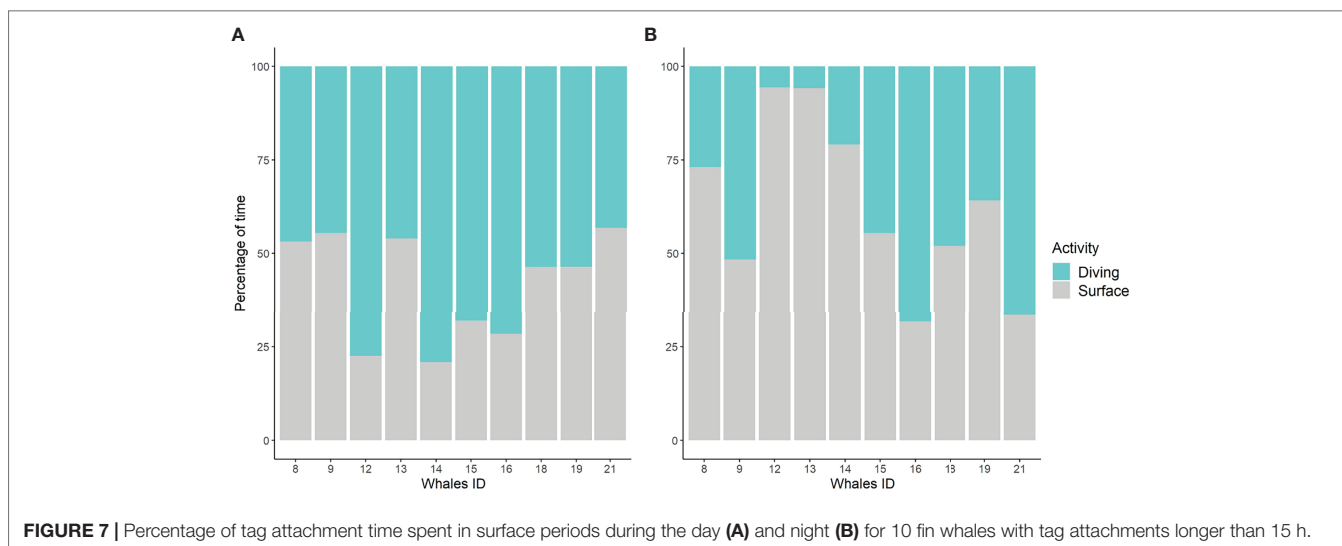 A
B
100
75
50
25
0
Percentage of time
8 9 12 13 14 15 16 18 19 21
Whales ID
100
75
50
25
0
8 9 12 13 14 15 16 18 19 21
Whales ID
Activity
Diving
Surface
FIGURE 7 | Percentage of tag attachment time spent in surface periods during the day (A) and night (B) for 10 fin whales with tag attachments longer than 15 h.